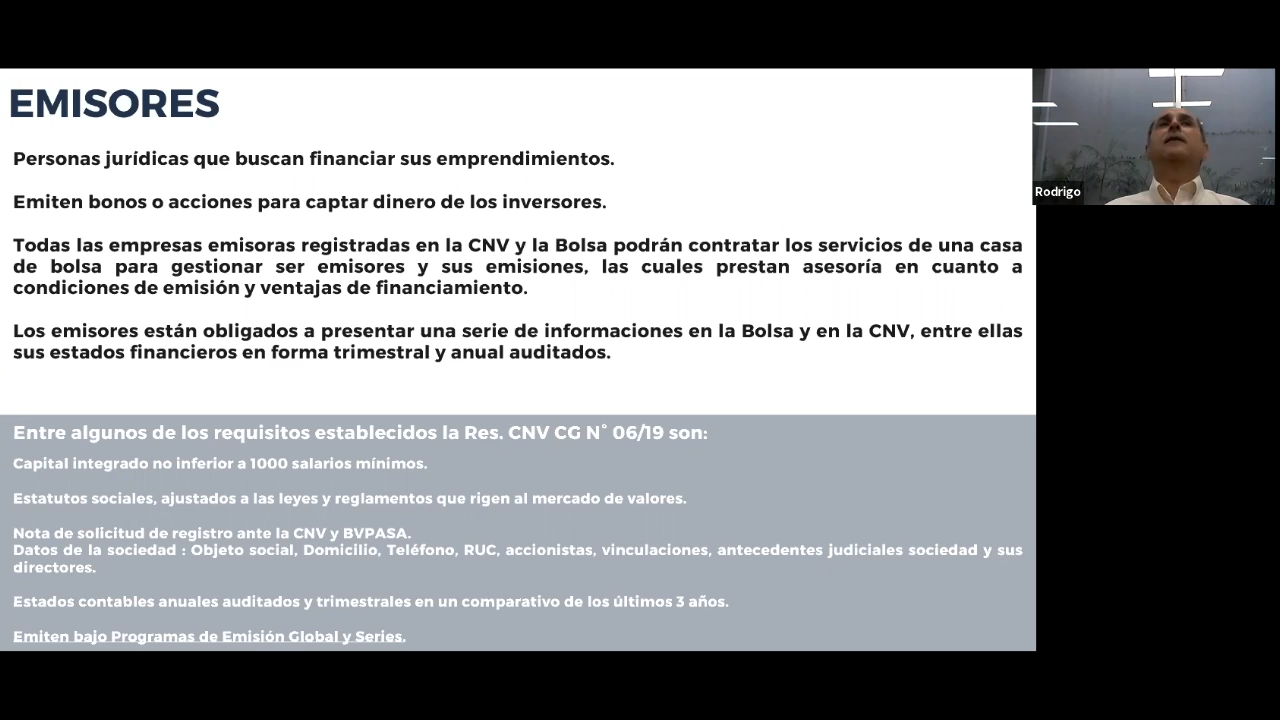 EMISORES
Personas jurídicas que buscan financiar sus emprendimientos.
Emiten bonos o acciones para captar dinero de los inversores.
Todas las empresas emisoras registradas en la CNV y la Bolsa podrán contratar los servicios de una casa
de bolsa para gestionar ser emisores y sus emisiones, las cuales prestan asesoría en cuanto a
condiciones de emisión y ventajas de financiamiento.
Los emisores están obligados a presentar una serie de informaciones en la Bolsa y en la CNV, entre ellas
sus estados financieros en forma trimestral y anual auditados.
Entre algunos de los requisitos establecidos la Res. CNV CG N° 06/19 son:
Capital integrado no inferior a 1000 salarios mínimos.
Estatutos sociales, ajustados a las leyes y reglamentos que rigen al mercado de valores.
Nota de solicitud de registro ante la CNV y BVPASA.
Datos de la sociedad : Objeto social, Domicilio, Teléfono, RUC, accionistas, vinculaciones, antecedentes judiciales sociedad y sus
directores.
Estados contables anuales auditados y trimestrales en un comparativo de los últimos 3 años.
Emiten bajo Programas de Emisión Global y Series.
Rodrigo